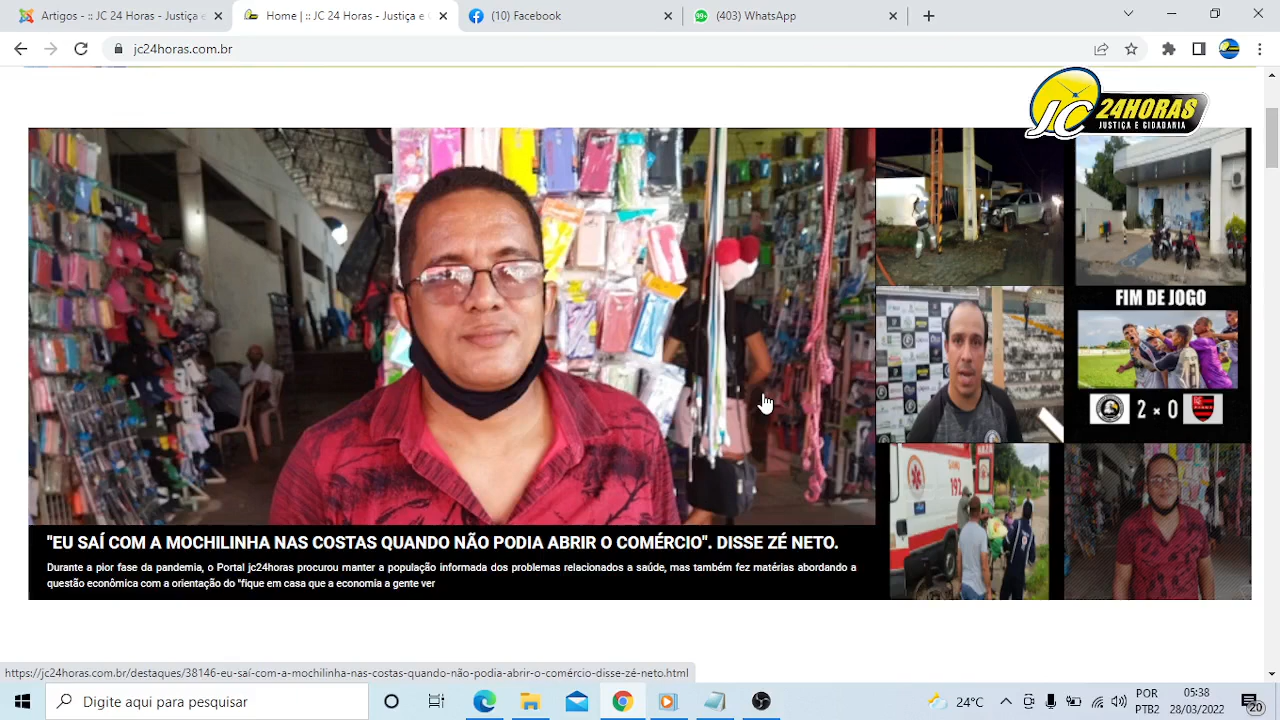 Artigos - JC 24 Horas - Justiça e
Home | :: JC 24 Horas - Justiça e
(10) Facebook
99+
(403) WhatsApp
jc24horas.com.br
JC 24HORAS
JUSTIÇA E CIDADANIA
FIM DE JOGO
2 × 0
SAMU
192
"EU SAÍ COM A MOCHILINHA NAS COSTAS QUANDO NÃO PODIA ABRIR O COMÉRCIO". DISSE ZÉ NETO.
Durante a pior fase da pandemia, o Portal jc24horas procurou manter a população informada dos problemas relacionados a saúde, mas também fez matérias abordando a
questão econômica com a orientação do "fique em casa que a economia a gente ver
https://jc24horas.com.br/destaques/38146-eu-saí-com-a-mochilinha-nas-costas-quando-não-podia-abrir-o-comércio-disse-zé-neto.html
Digite aqui para pesquisar
24°C
POR
PTB2
05:38
28/03/2022
20